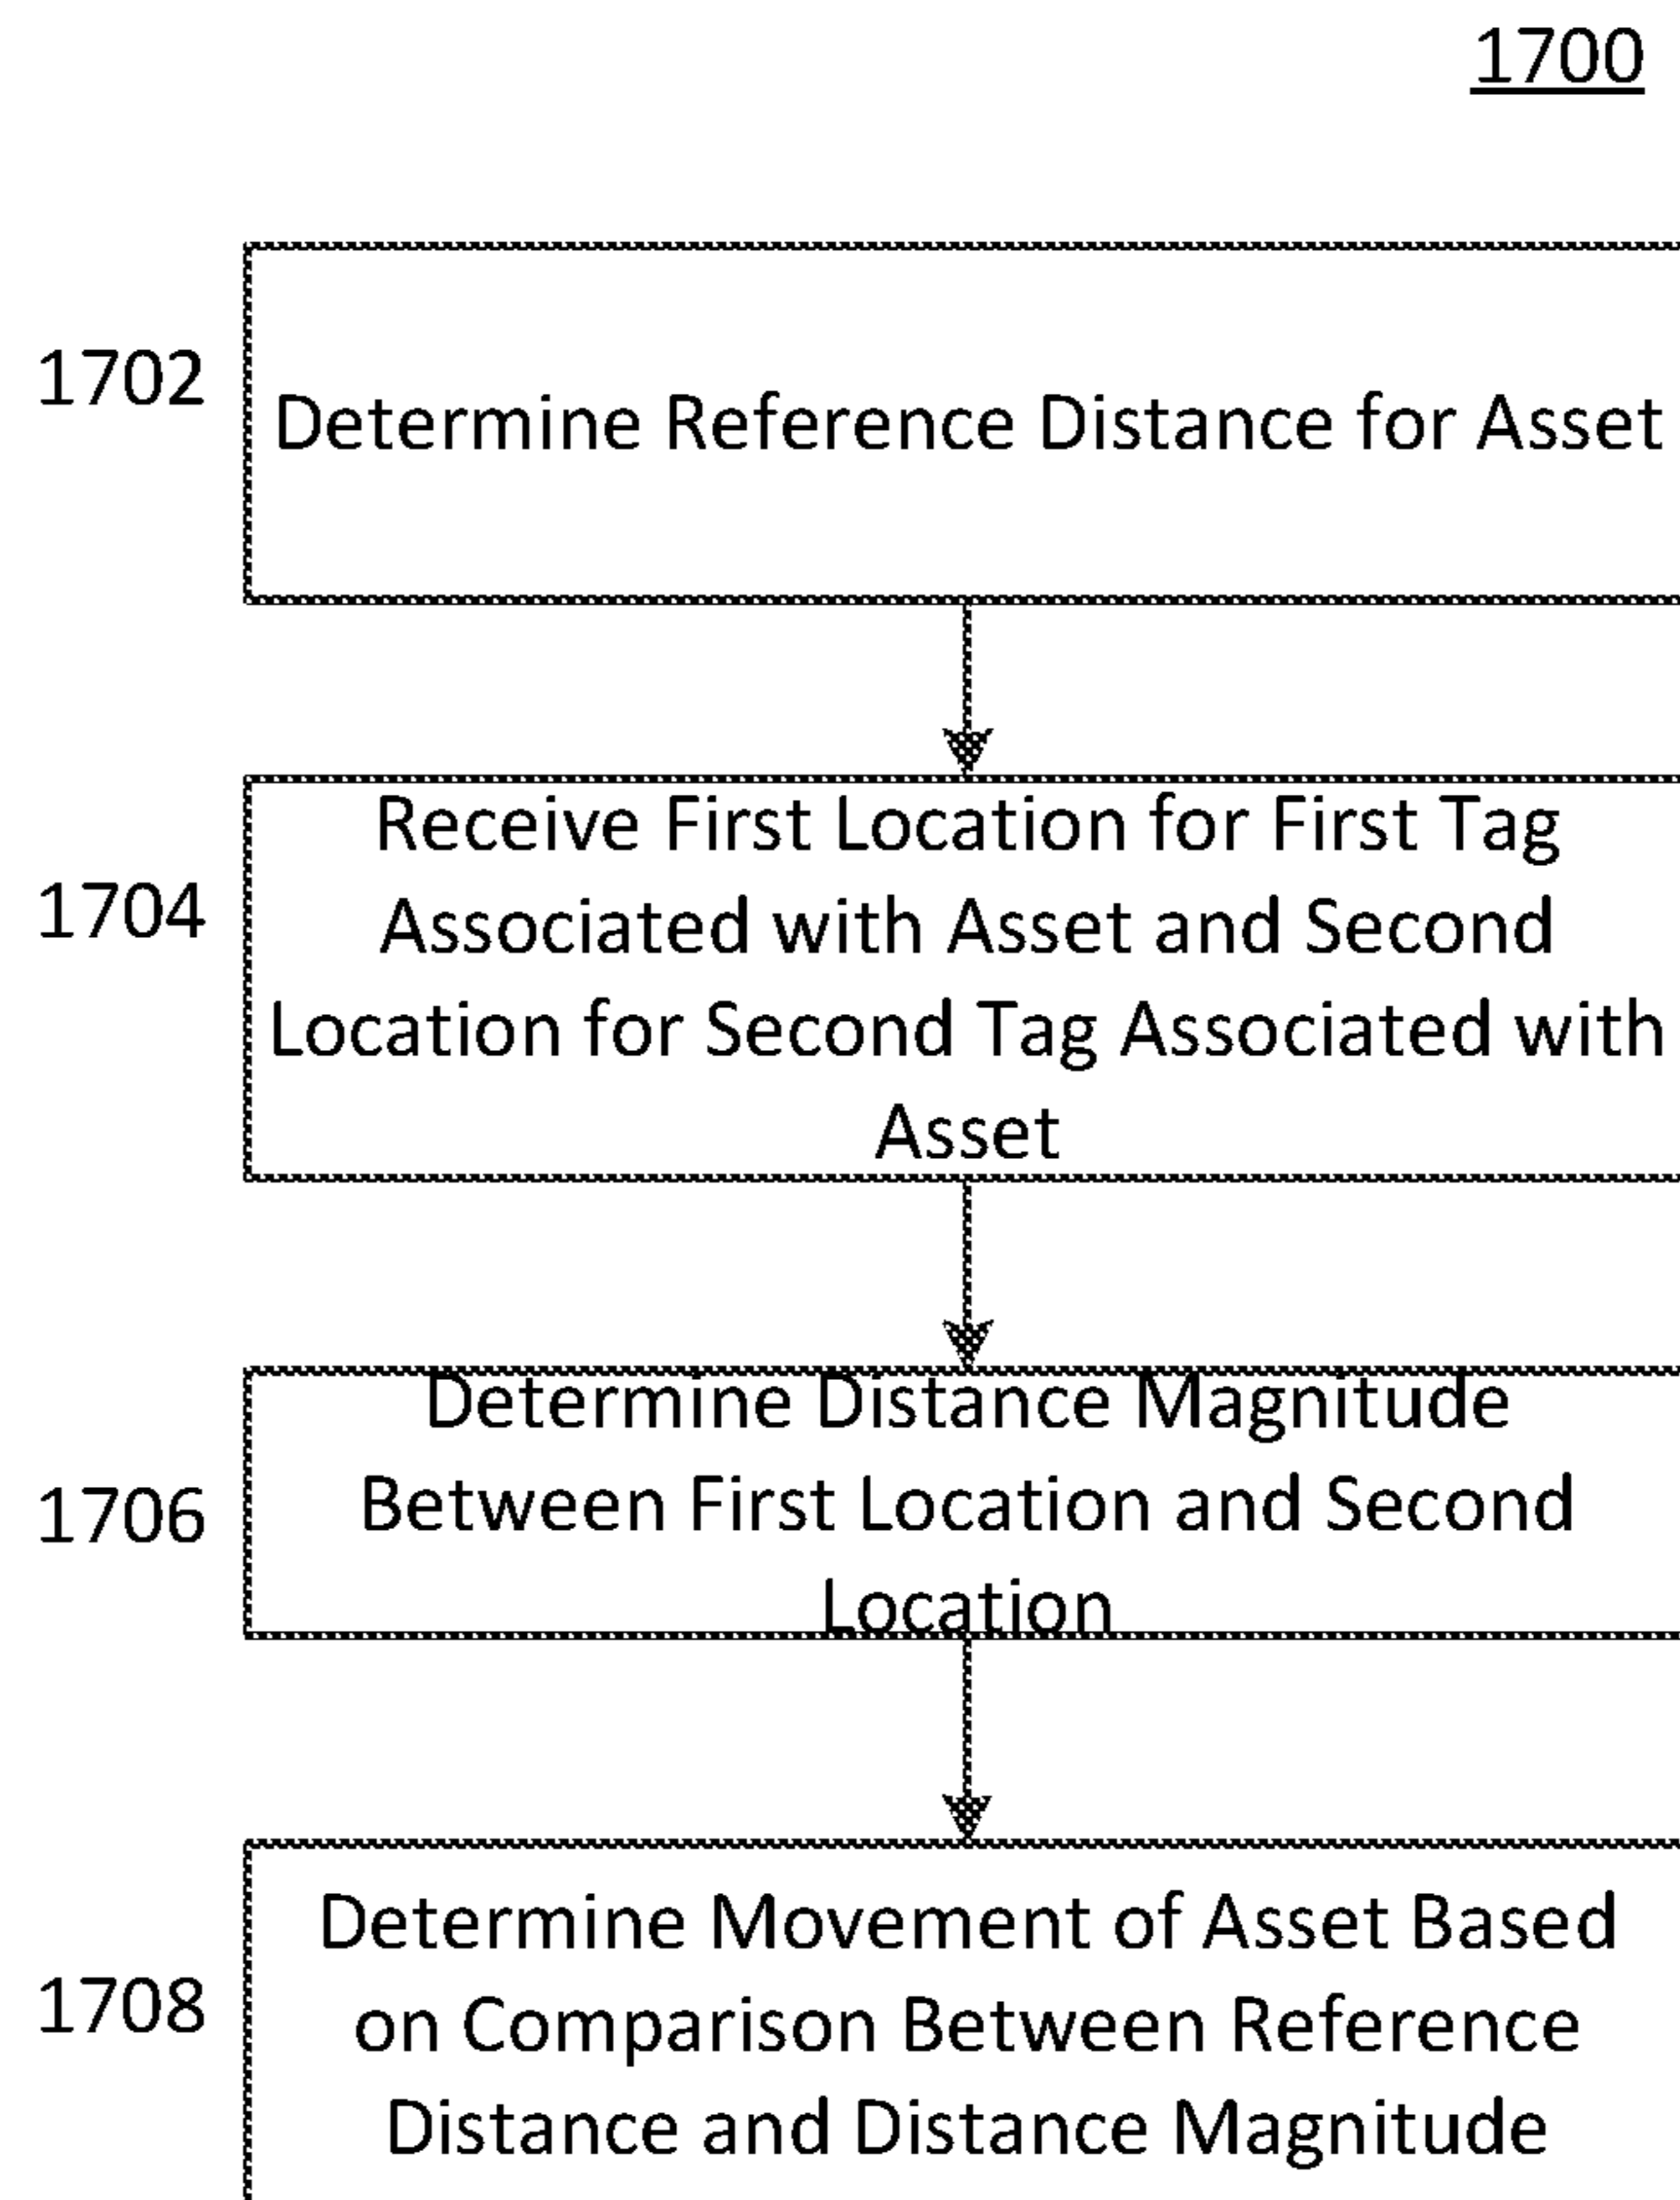 1700
1702
Determine Reference Distance for Asset
1704
Receive First Location for First Tag
Associated with Asset and Second
Location for Second Tag Associated with
Asset
1706
Determine Distance Magnitude
Between First Location and Second
Location
1708
Determine Movement of Asset Based
on Comparison Between Reference
Distance and Distance Magnitude